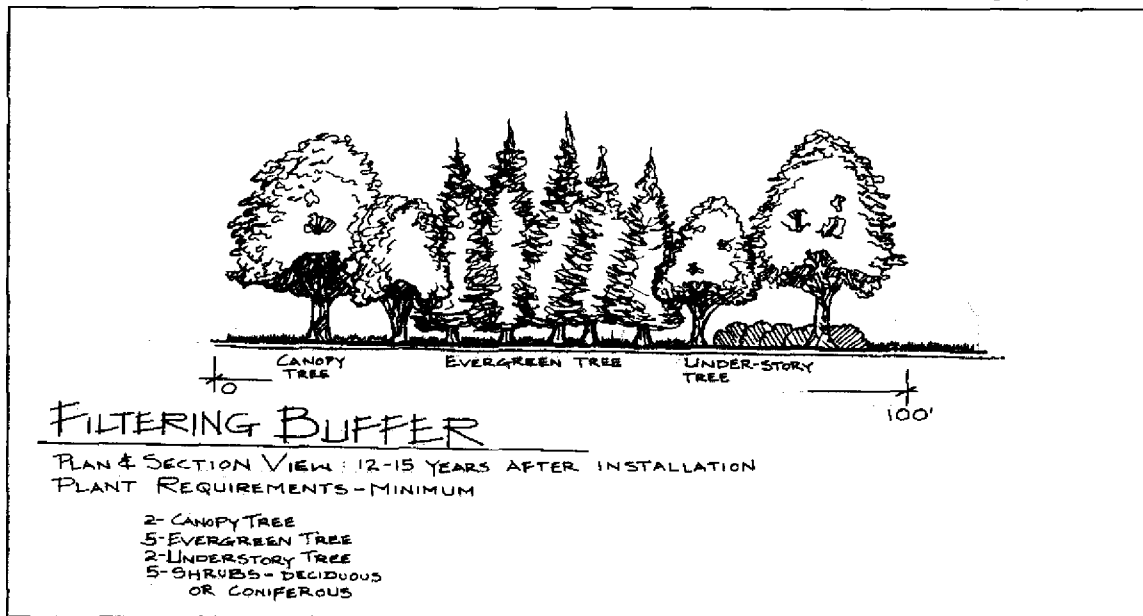 CANOPY TREE
EVERGREEN TREE
UNDER-STORY TREE
0
100'
FILTERING BUFFER
PLAN & SECTION VIEW: 12-15 YEARS AFTER INSTALLATION
PLANT REQUIREMENTS-MINIMUM
2-CANOPY TREE
5-EVERGREEN TREE
2-UNDERSTORY TREE
5-SHRUBS-DECIDUOUS
OR CONIFEROUS